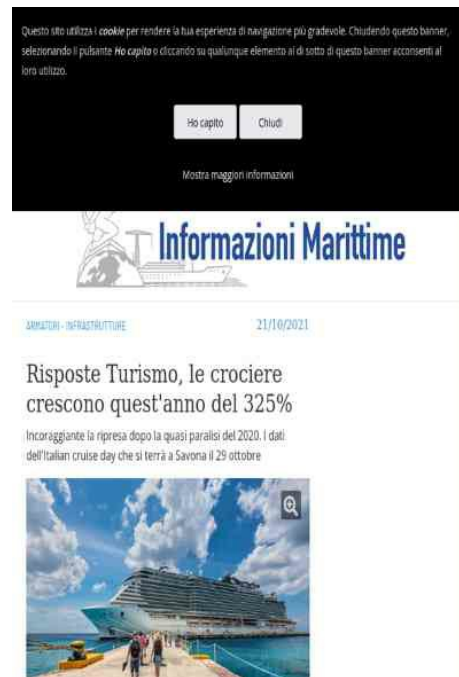 Questo sito utilizza i cookie per rendere la tua esperienza di navigazione più gradevole. Chiudendo questo banner,
selezionando il pulsante Ho capito o cliccando su qualunque elemento al di sotto di questo banner acconsenti al
loro utilizzo.
Ho capito
Chiudi
Mostra maggiori informazioni
Informazioni Marittime
ARMATORI - INFRASTRUTTURE
21/10/2021
Risposte Turismo, le crociere
crescono quest'anno del 325%
Incoraggiante la ripresa dopo la quasi paralisi del 2020. I dati
dell'Italian cruise day che si terrà a Savona il 29 ottobre